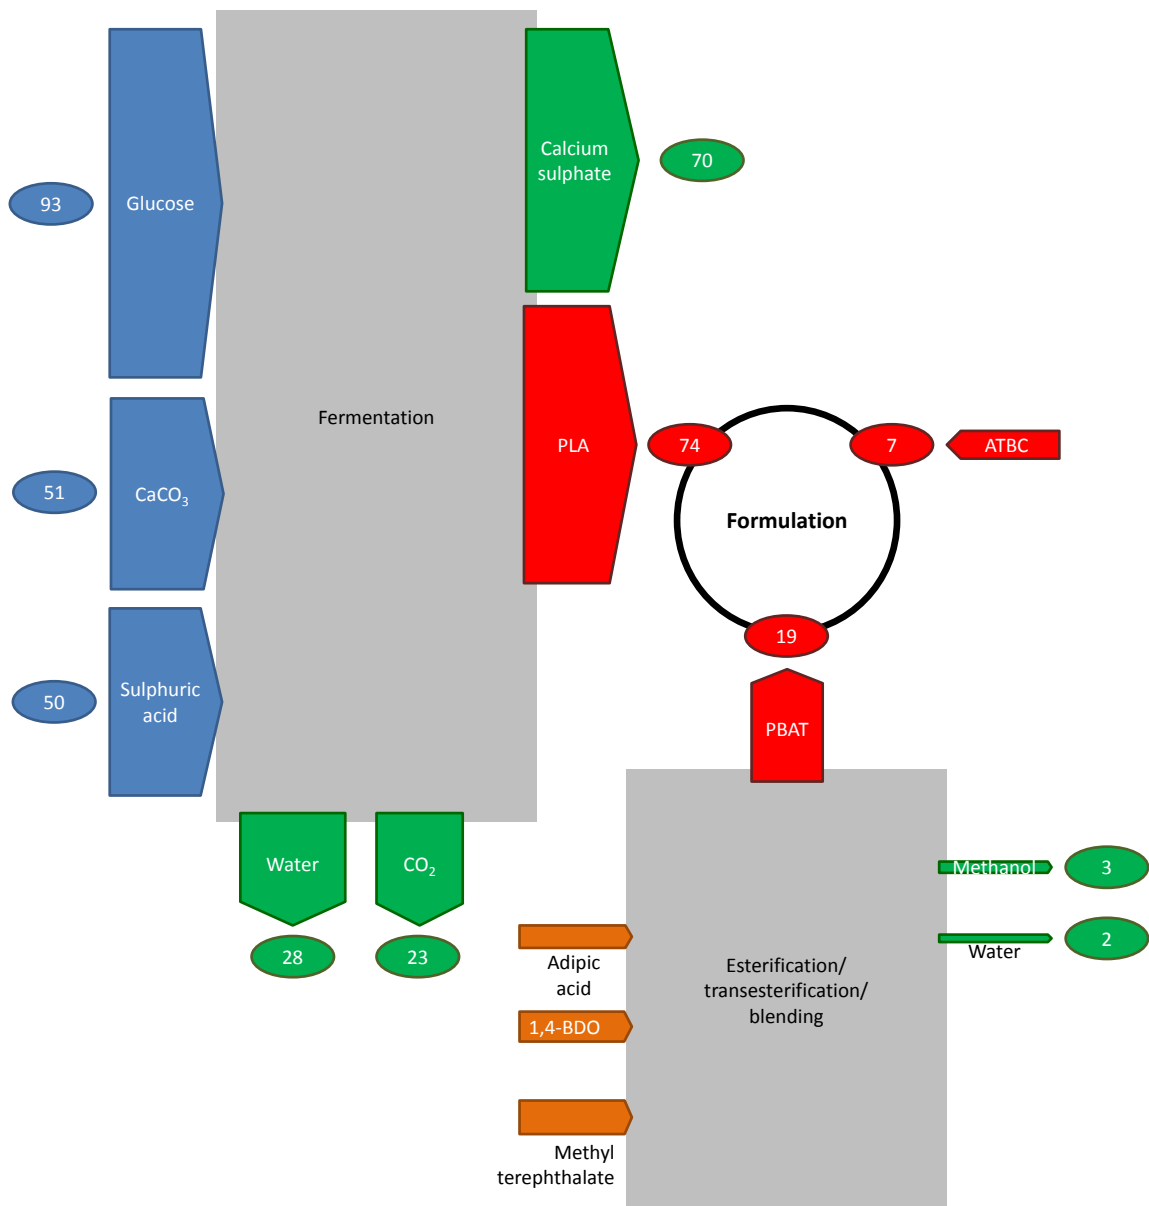 93
Glucose
51
CaCO₃
50
Sulphuric
acid
Fermentation
Calcium
sulphate
70
PLA
74
7
ATBC
Formulation
19
PBAT
Water
CO₂
28
23
Adipic
acid
1,4-BDO
Methyl
terephthalate
Esterification/
transesterification/
blending
Methanol
3
Water
2